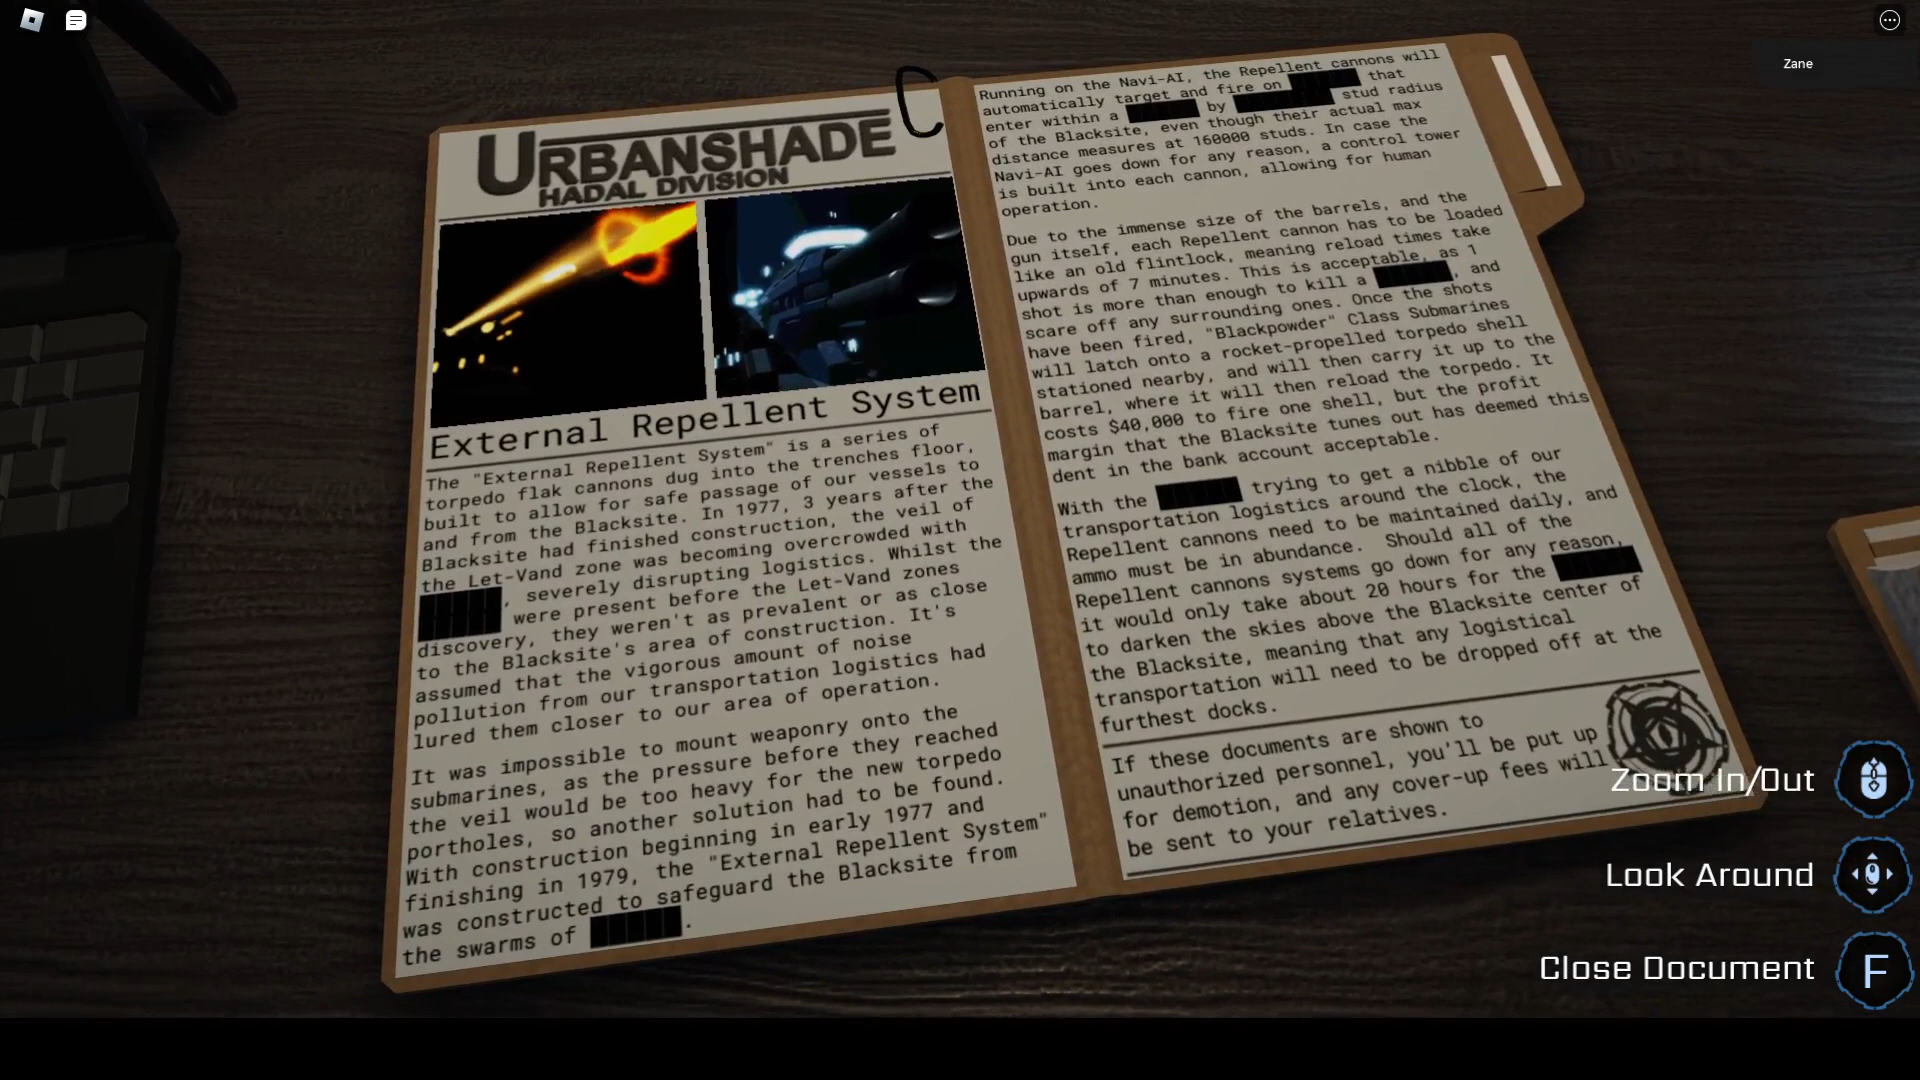 Zane
URBANSHADE
HADAL DIVISION
External Repellent System
The "External Repellent System" is a series of
torpedo flak cannons dug into the trenches floor,
built to allow for safe passage of our vessels to
and from the Blacksite. In 1977, 3 years after the
Blacksite had finished construction, the veil of
the Let-Vand zone was becoming overcrowded with
, severely disrupting logistics. Whilst the
were present before the Let-Vand zones
discovery, they weren't as prevalent or as close
to the Blacksite's area of construction. It's
assumed that the vigorous amount of noise
pollution from our transportation logistics had
lured them closer to our area of operation.
It was impossible to mount weaponry onto the
submarines, as the pressure before they reached
the veil would be too heavy for the new torpedo
portholes, so another solution had to be found.
With construction beginning in early 1977 and
finishing in 1979, the "External Repellent System"
was constructed to safeguard the Blacksite from
the swarms of .
Running on the Navi-AI, the Repellent cannons will
automatically target and fire on that
enter within a by stud radius
of the Blacksite, even though their actual max
distance measures at 160000 studs. In case the
Navi-AI goes down for any reason, a control tower
is built into each cannon, allowing for human
operation.
Due to the immense size of the barrels, and the
gun itself, each Repellent cannon has to be loaded
like an old flintlock, meaning reload times take
upwards of 7 minutes. This is acceptable, as 1
shot is more than enough to kill a , and
scare off any surrounding ones. Once the shots
have been fired, "Blackpowder" Class Submarines
will latch onto a rocket-propelled torpedo shell
stationed nearby, and will then carry it up to the
barrel, where it will then reload the torpedo. It
costs $40,000 to fire one shell, but the profit
margin that the Blacksite tunes out has deemed this
dent in the bank account acceptable.
With the trying to get a nibble of our
transportation logistics around the clock, the
Repellent cannons need to be maintained daily, and
ammo must be in abundance. Should all of the
Repellent cannons systems go down for any reason,
it would only take about 20 hours for the
to darken the skies above the Blacksite center of
the Blacksite, meaning that any logistical
transportation will need to be dropped off at the
furthest docks.
If these documents are shown to
unauthorized personnel, you'll be put up
for demotion, and any cover-up fees will
be sent to your relatives.
Zoom In/Out
Look Around
Close Document
F